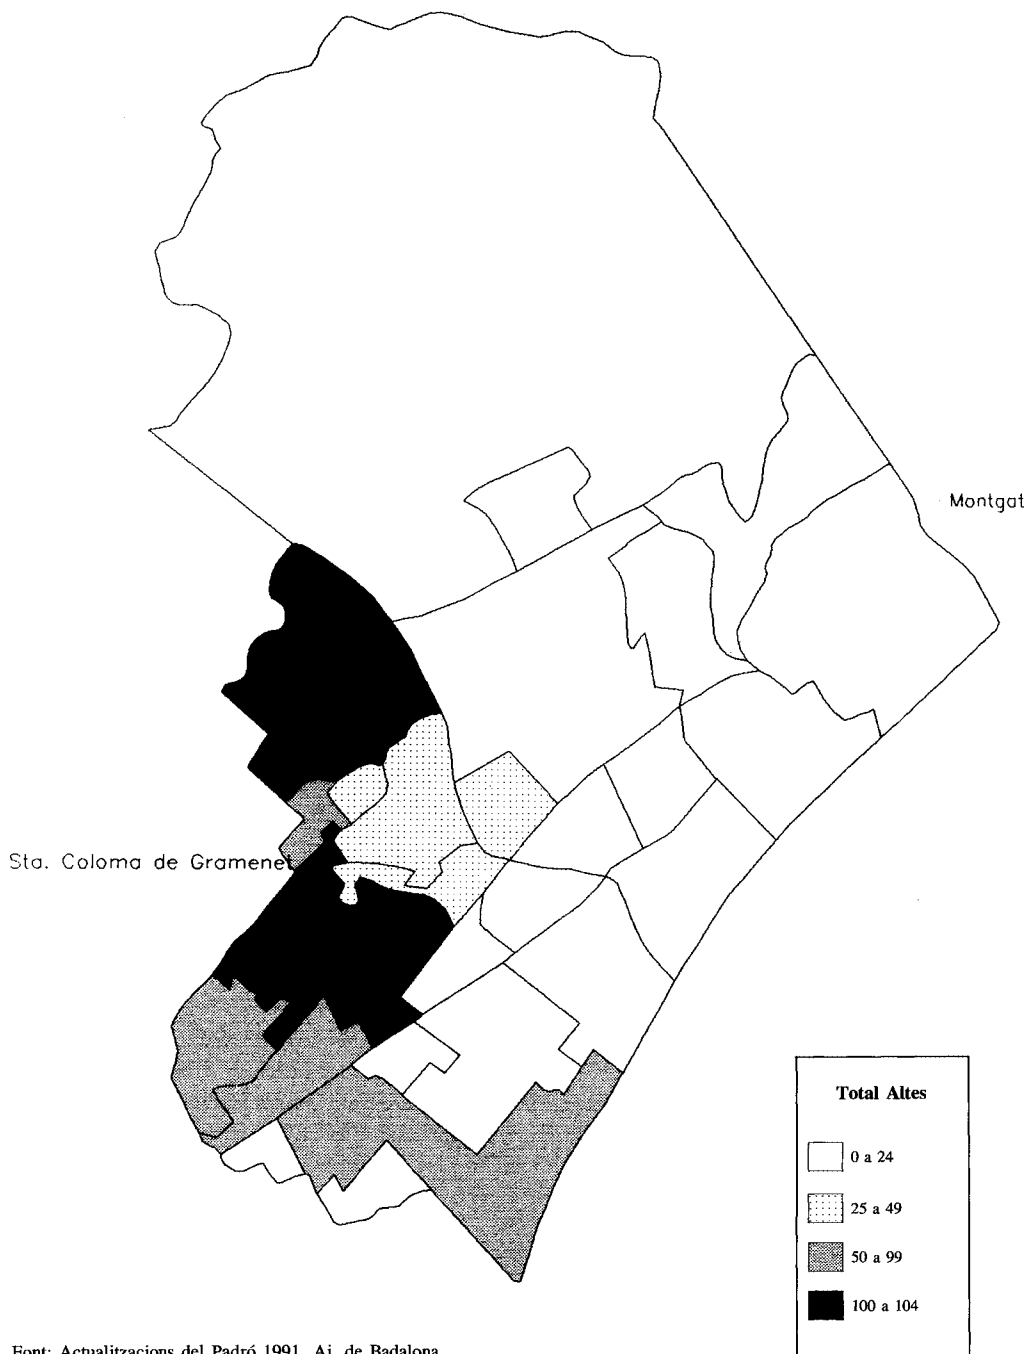 Montgat
Sta. Coloma de Gramenet
Total Altes
0 a 24
25 a 49
50 a 99
100 a 104
Font: Actualitzacions del Padró 1991. Aj. de Badalona